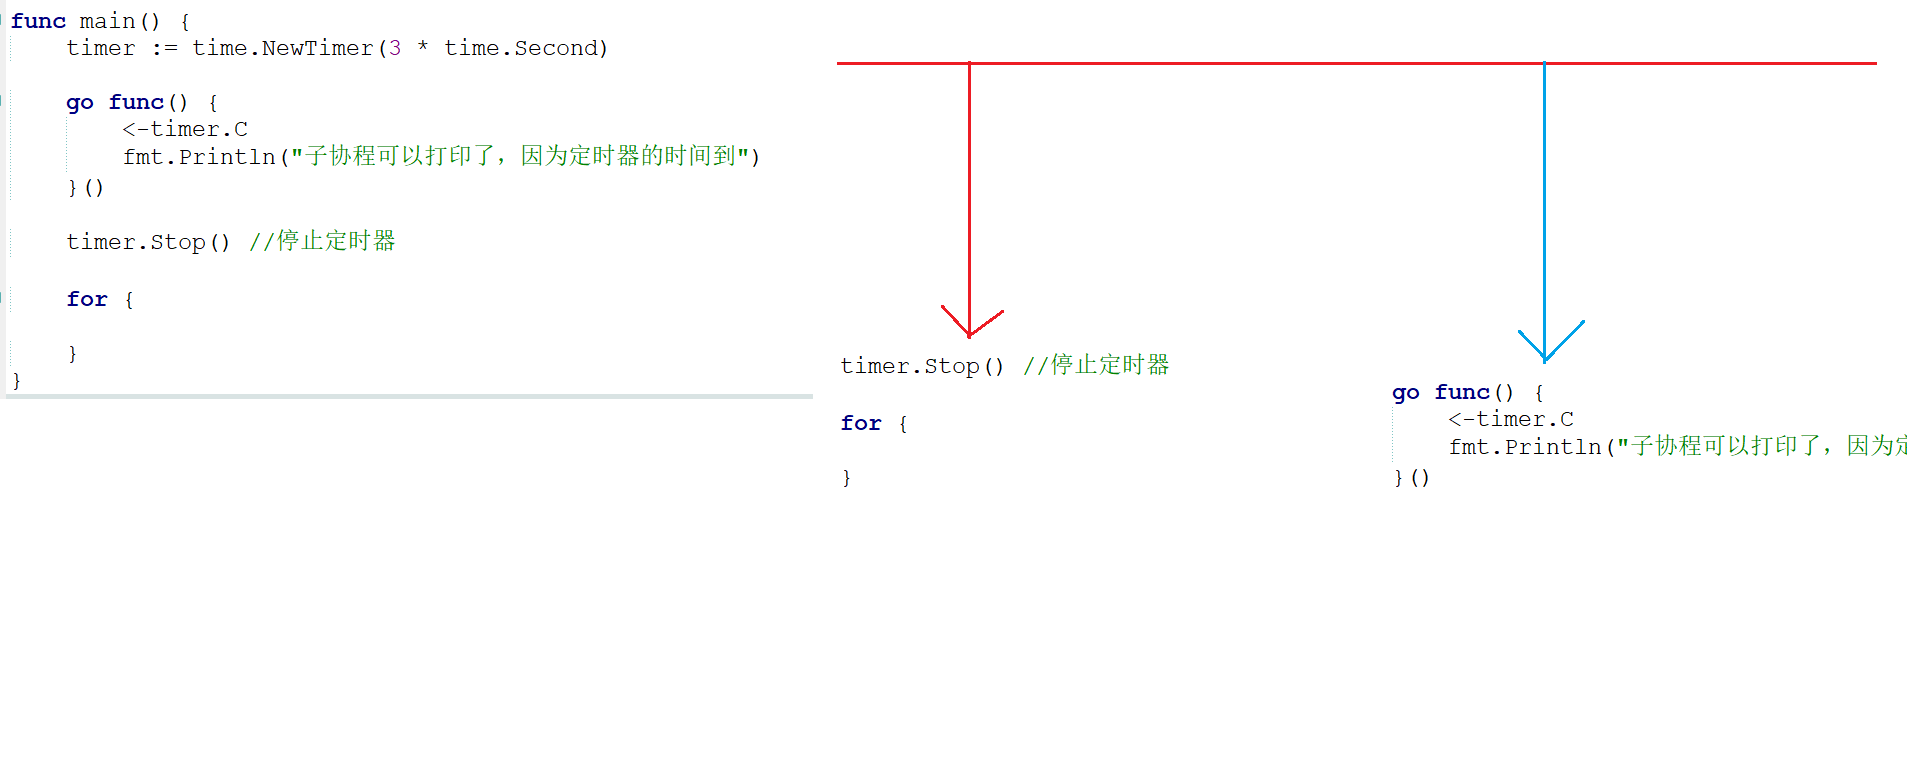 func main() {
timer := time.NewTimer(3 * time.Second)
go func() {
<-timer.C
fmt.Println("子协程可以打印了，因为定时器的时间到")
}()
timer.Stop() //停止定时器
for {
}
}
timer.Stop() //停止定时器
for {
}
go func() {
<-timer.C
fmt.Println("子协程可以打印了，因为定
}()